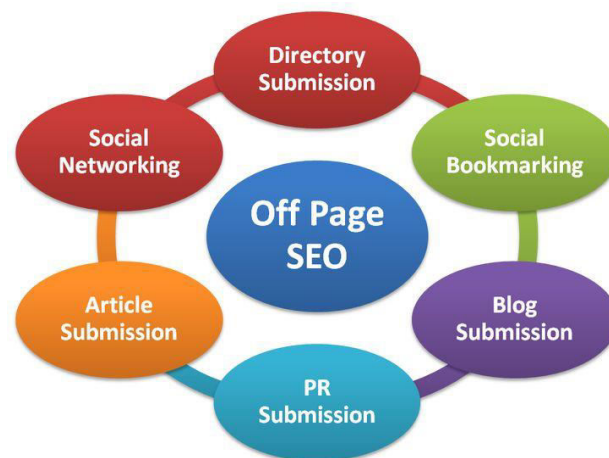 Directory
Submission
Social
Bookmarking
Blog
Submission
PR
Submission
Article
Submission
Social
Networking
Off Page
SEO